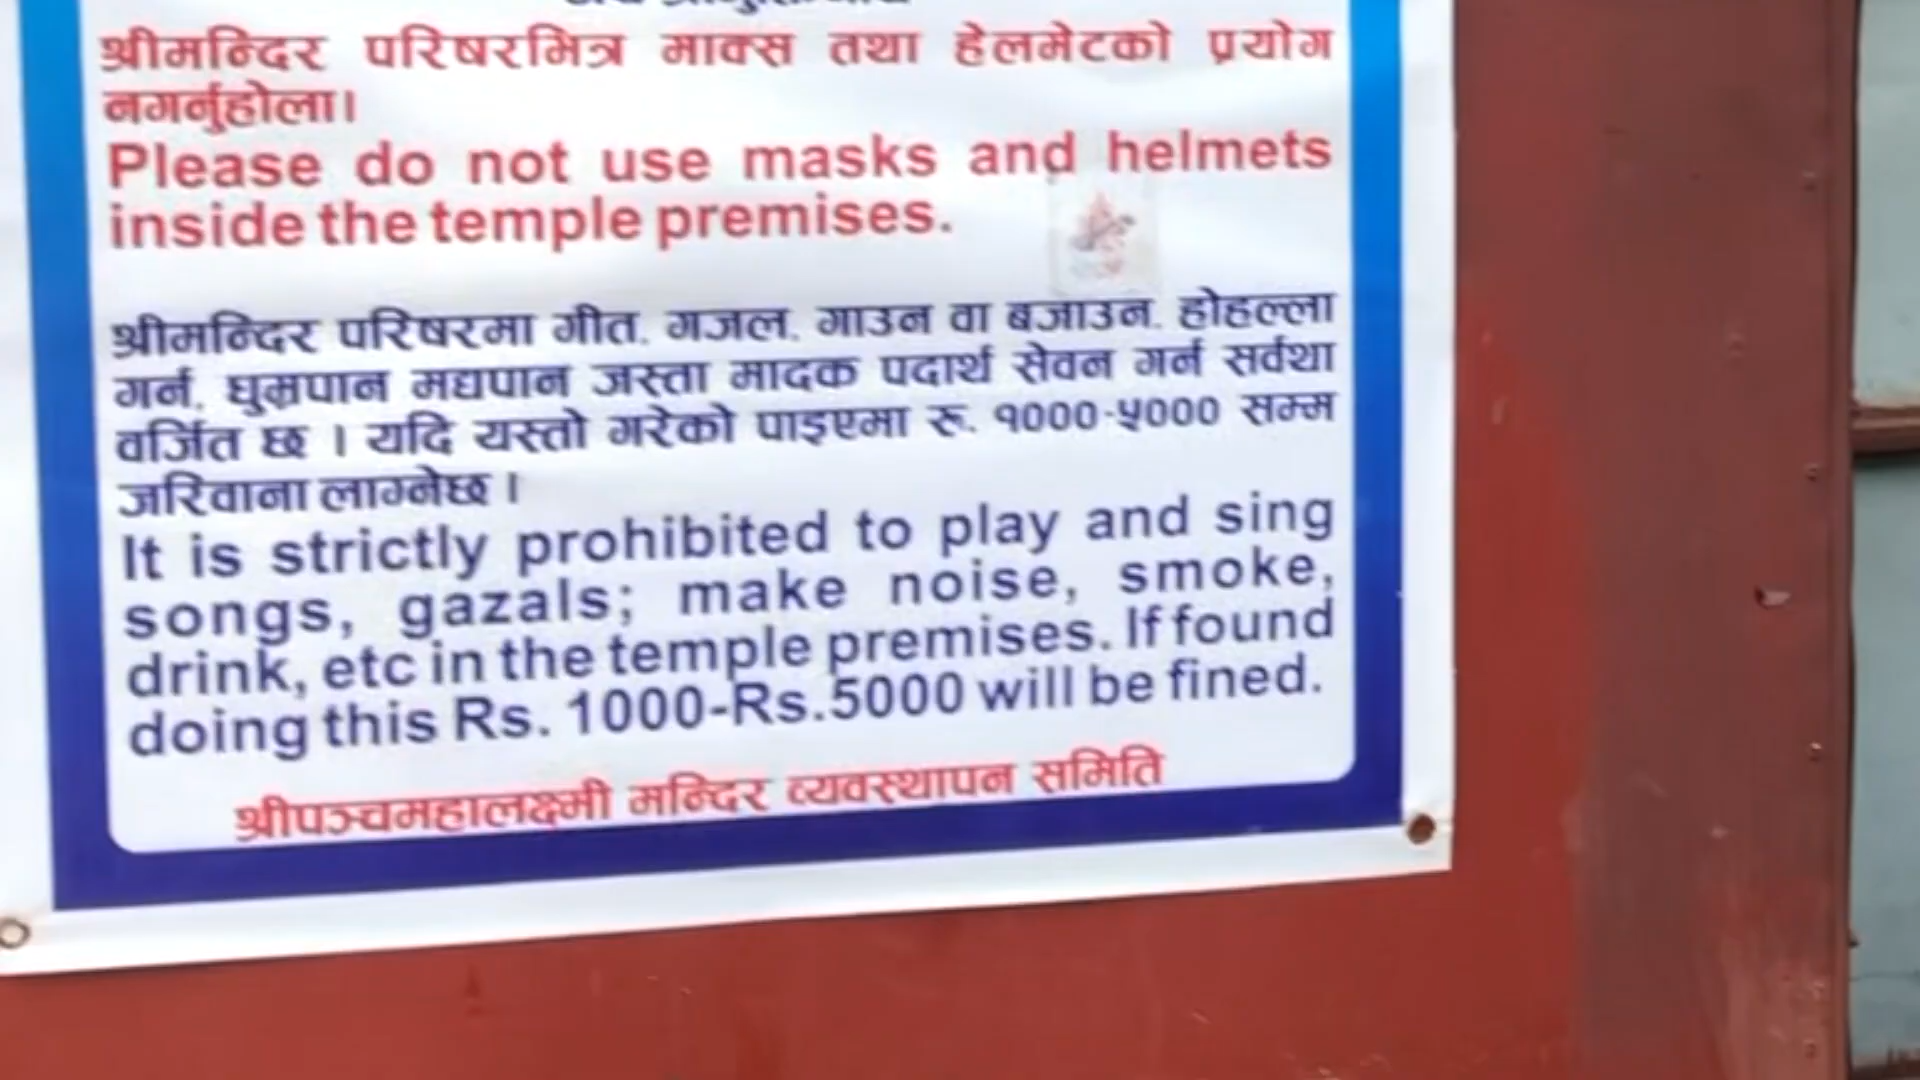 श्रीमन्दिर परिषरभित्र माक्स तथा हेलमेटको प्रयोग
नगर्नुहोला।
Please do not use masks and helmets
inside the temple premises.
श्रीमन्दिर परिषरमा गीत, गजल, गाउन वा बजाउन, होहल्ला
गर्न, घुम्रपान मद्यपान जस्ता मादक पदार्थ सेवन गर्न सर्वथा
वर्जित छ । यदि यस्तो गरेको पाइएमा रू. १०००-५००० सम्म
जरिवाना लाग्नेछ ।
It is strictly prohibited to play and sing
songs, gazals; make noise, smoke,
drink, etc in the temple premises. If found
doing this Rs. 1000-Rs.5000 will be fined.
श्रीपञ्चमहालक्ष्मी मन्दिर व्यवस्थापन समिति